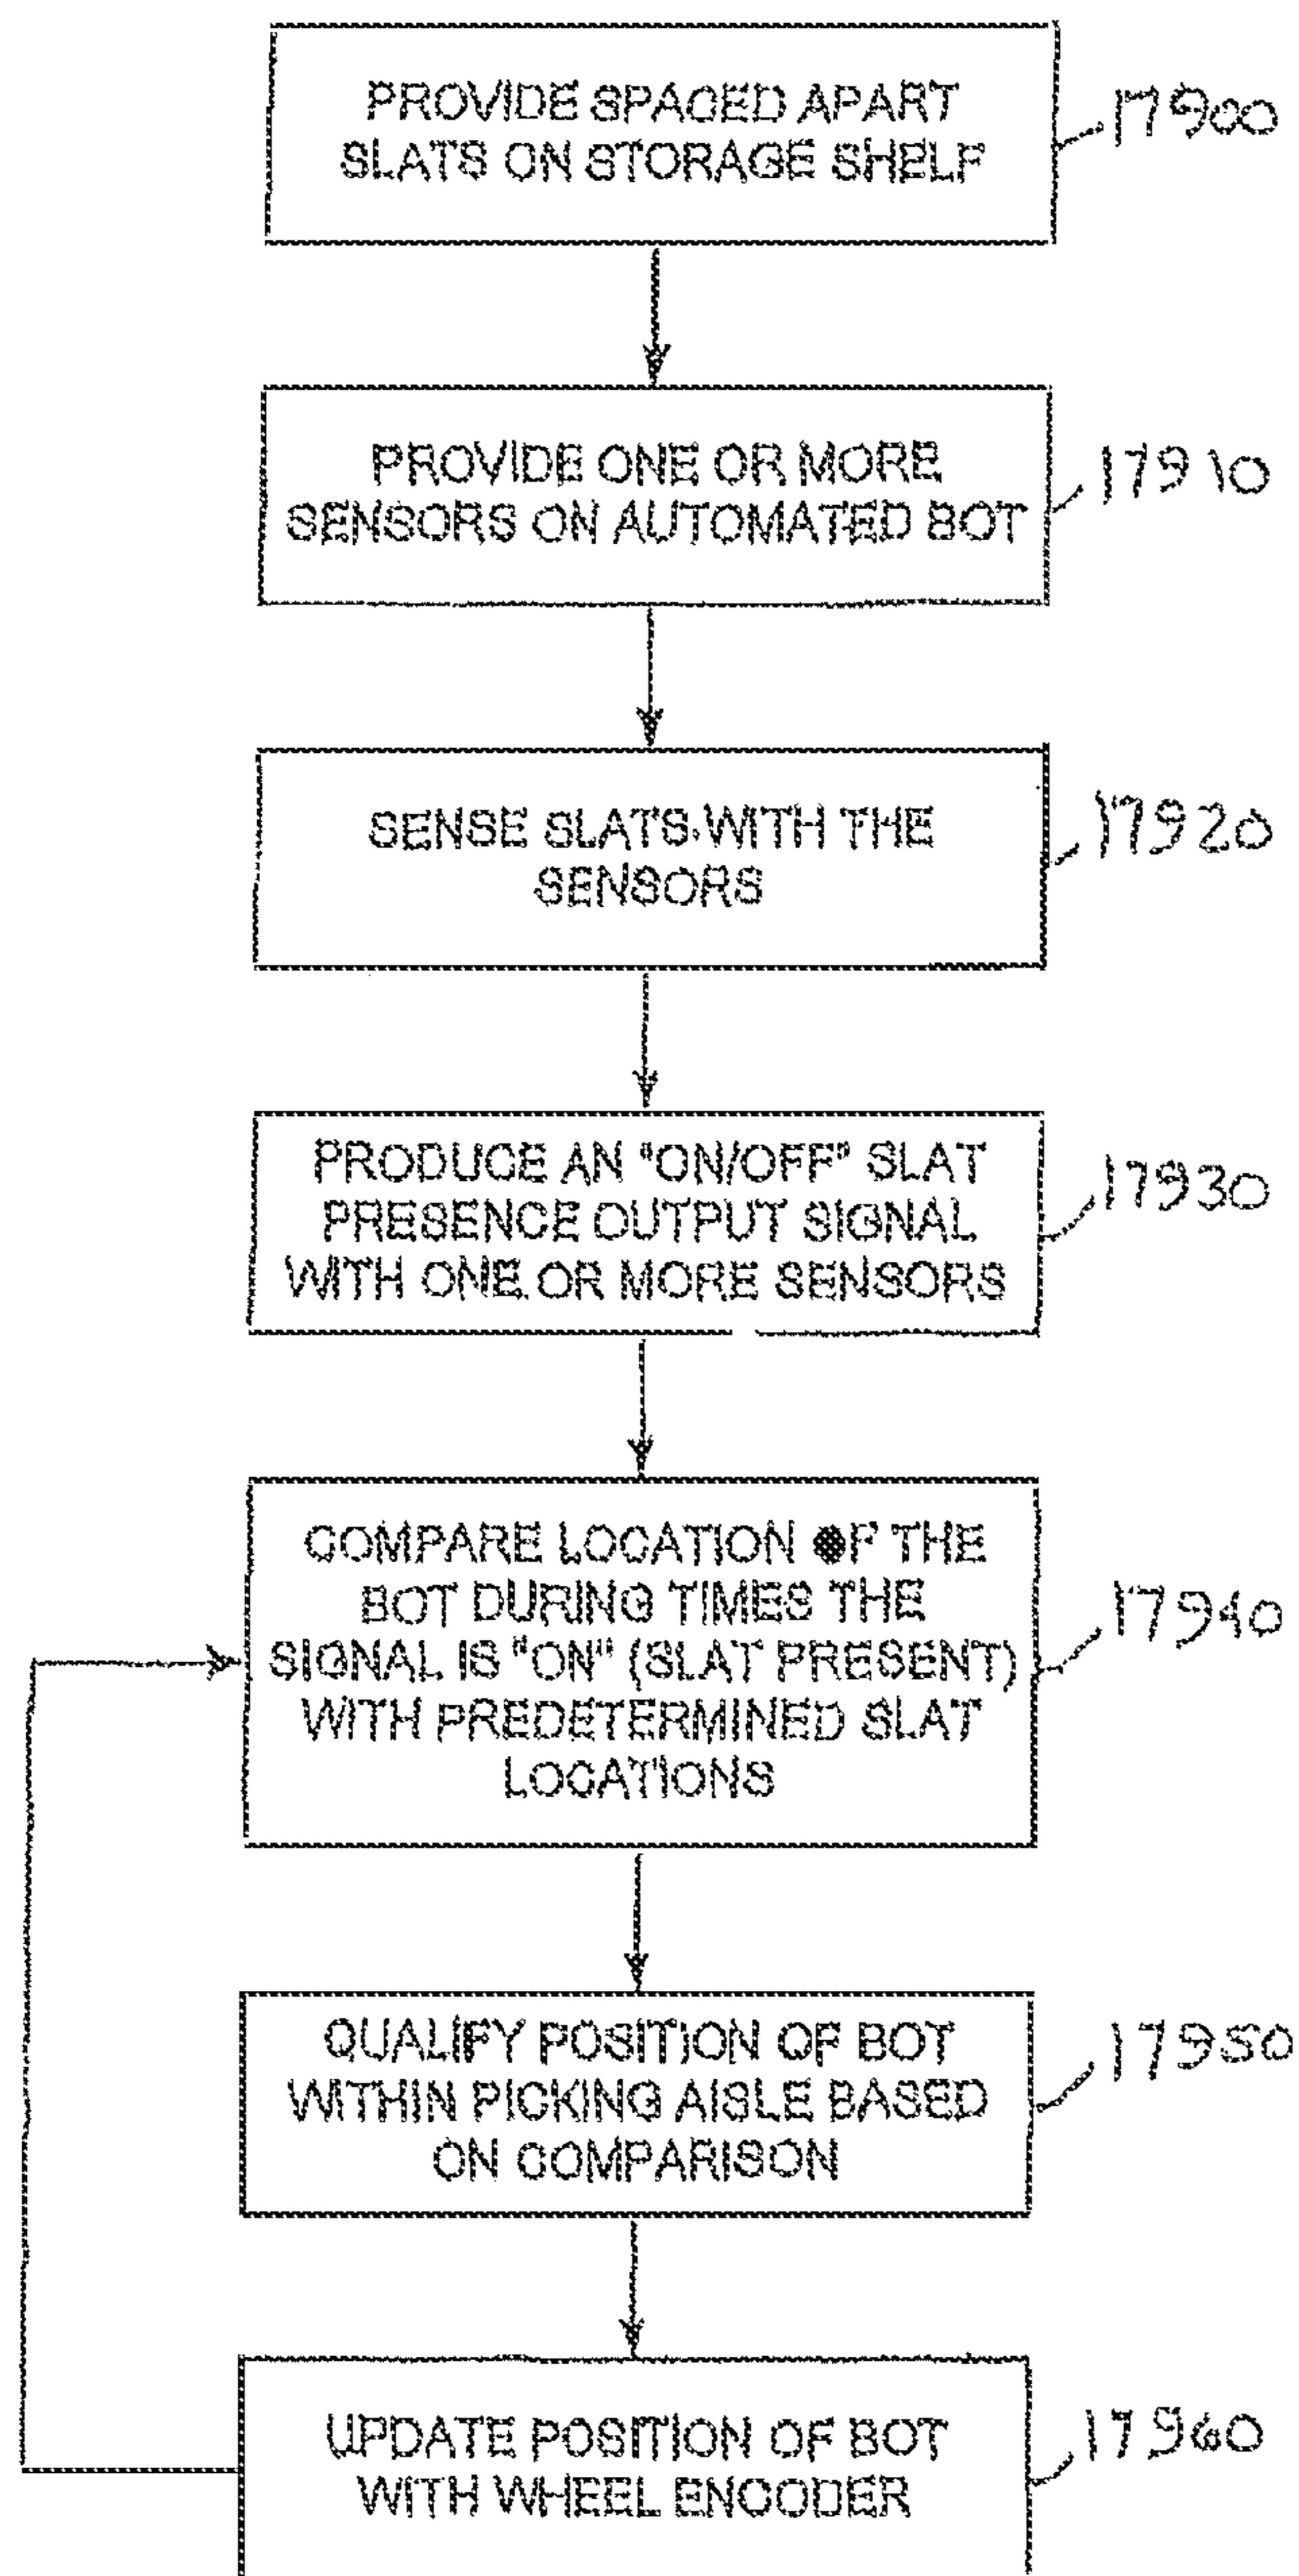 PROVIDE SPACED APART
SLATS ON STORAGE SHELF
17900
PROVIDE ONE OR MORE
SENSORS ON AUTOMATED BOT
17910
SENSE SLATS WITH THE
SENSORS
17920
PRODUCE AN "ON/OFF" SLAT
PRESENCE OUTPUT SIGNAL
WITH ONE OR MORE SENSORS
17930
COMPARE LOCATION OF THE
BOT DURING TIMES THE
SIGNAL IS "ON" (SLAT PRESENT)
WITH PREDETERMINED SLAT
LOCATIONS
17940
QUALIFY POSITION OF BOT
WITHIN PICKING AISLE BASED
ON COMPARISON
17950
UPDATE POSITION OF BOT
WITH WHEEL ENCODER
17960